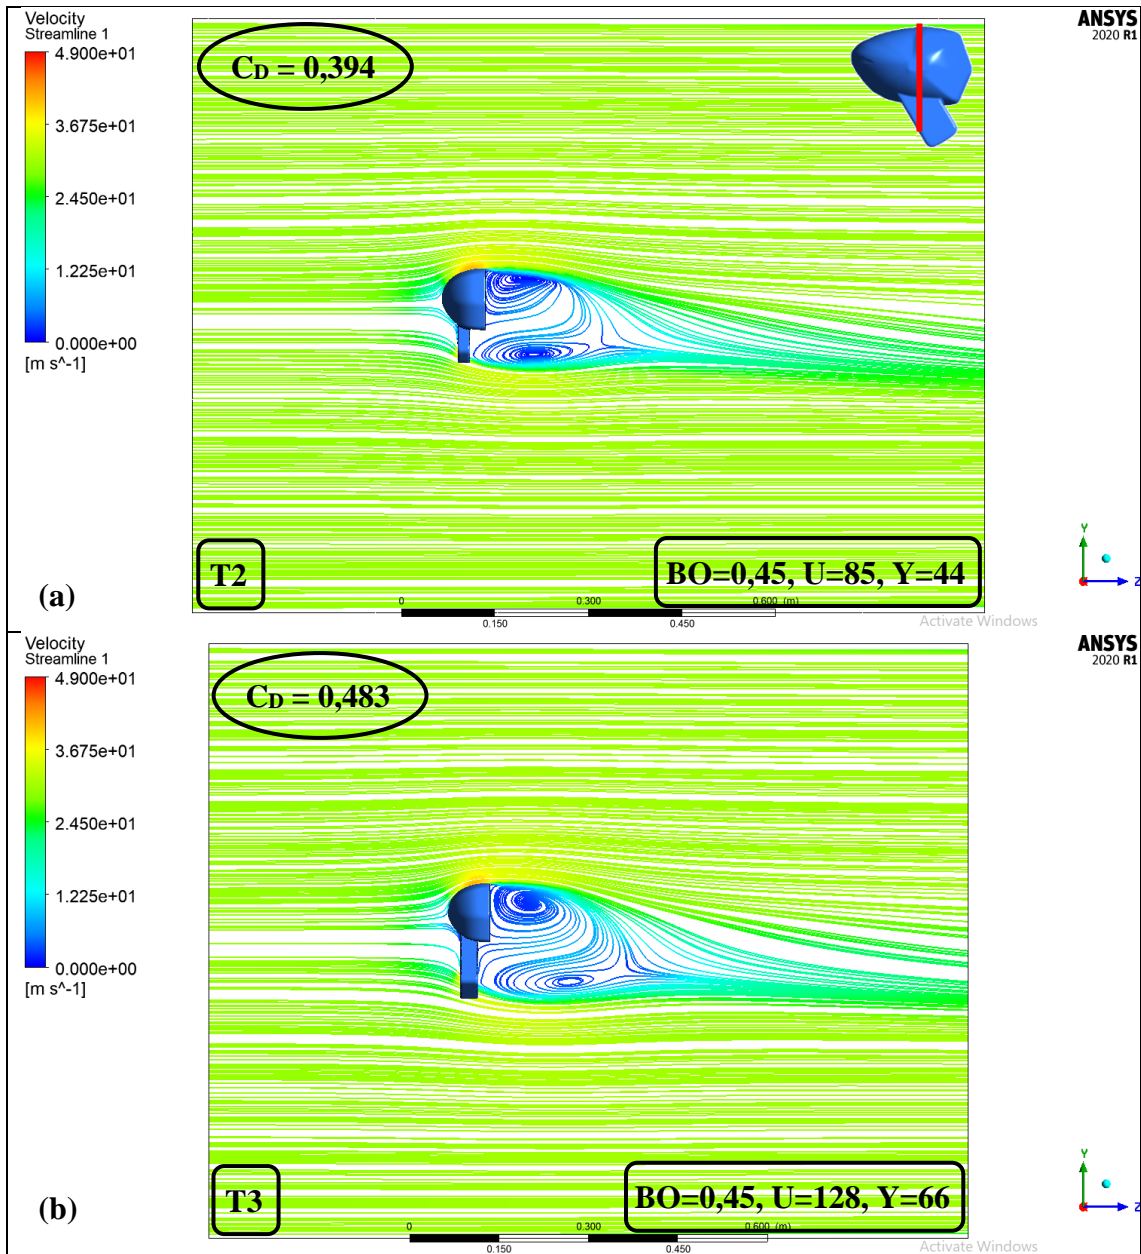 Velocity
Streamline 1
4.900e+01
3.675e+01
2.450e+01
1.225e+01
0.000e+00
[m s^-1]
CD = 0,394
ANSYS
2020 R1
T2
BO=0,45, U=85, Y=44
(a)
0 0.300 0.600 (m)
0.150 0.450
Y
Z
Activate Windows
Velocity
Streamline 1
4.900e+01
3.675e+01
2.450e+01
1.225e+01
0.000e+00
[m s^-1]
CD = 0,483
ANSYS
2020 R1
T3
BO=0,45, U=128, Y=66
(b)
0 0.300 0.600 (m)
0.150 0.450
Y
Z
Activate Windows